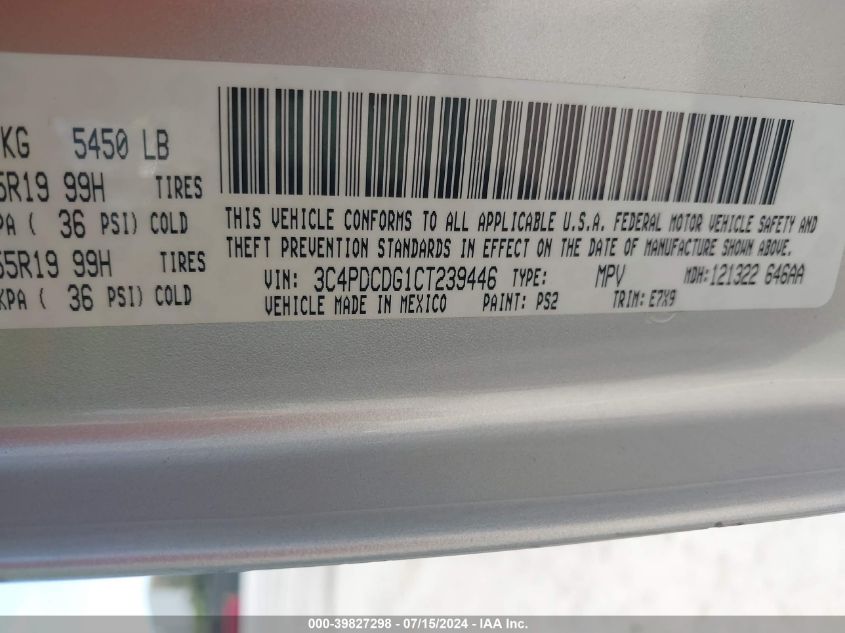 KG 5450 LB
5R19 99H TIRES
PA ( 36 PSI) COLD
55R19 99H TIRES
KPA ( 36 PSI) COLD
THIS VEHICLE CONFORMS TO ALL APPLICABLE U.S.A. FEDERAL MOTOR VEHICLE SAFETY AND
THEFT PREVENTION STANDARDS IN EFFECT ON THE DATE OF MANUFACTURE SHOWN ABOVE.
VIN: 3C4PDCDG1CT239446 TYPE: MPV MDH:121322 646AA
VEHICLE MADE IN MEXICO PAINT: PS2 TRIM: E7X9
000-39827298 - 07/15/2024 - IAA Inc.